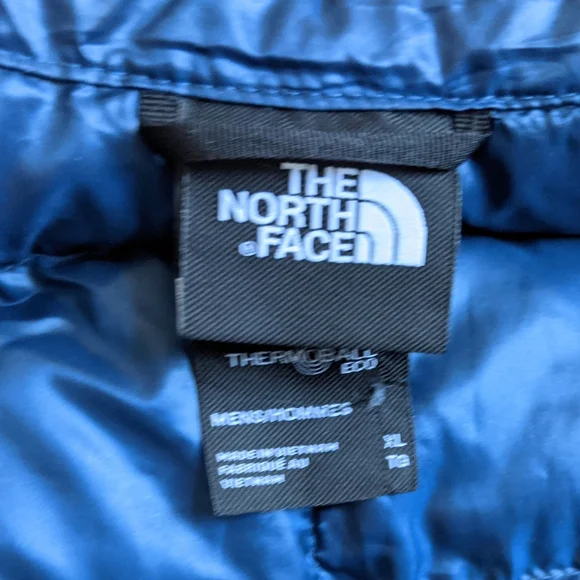 THE
NORTH
®FACE
THERMOBALL
ECO
MENS/HOMMES
XL
MADE IN VIETNAM
TG
FABRIQUÉ AU
VIETNAM